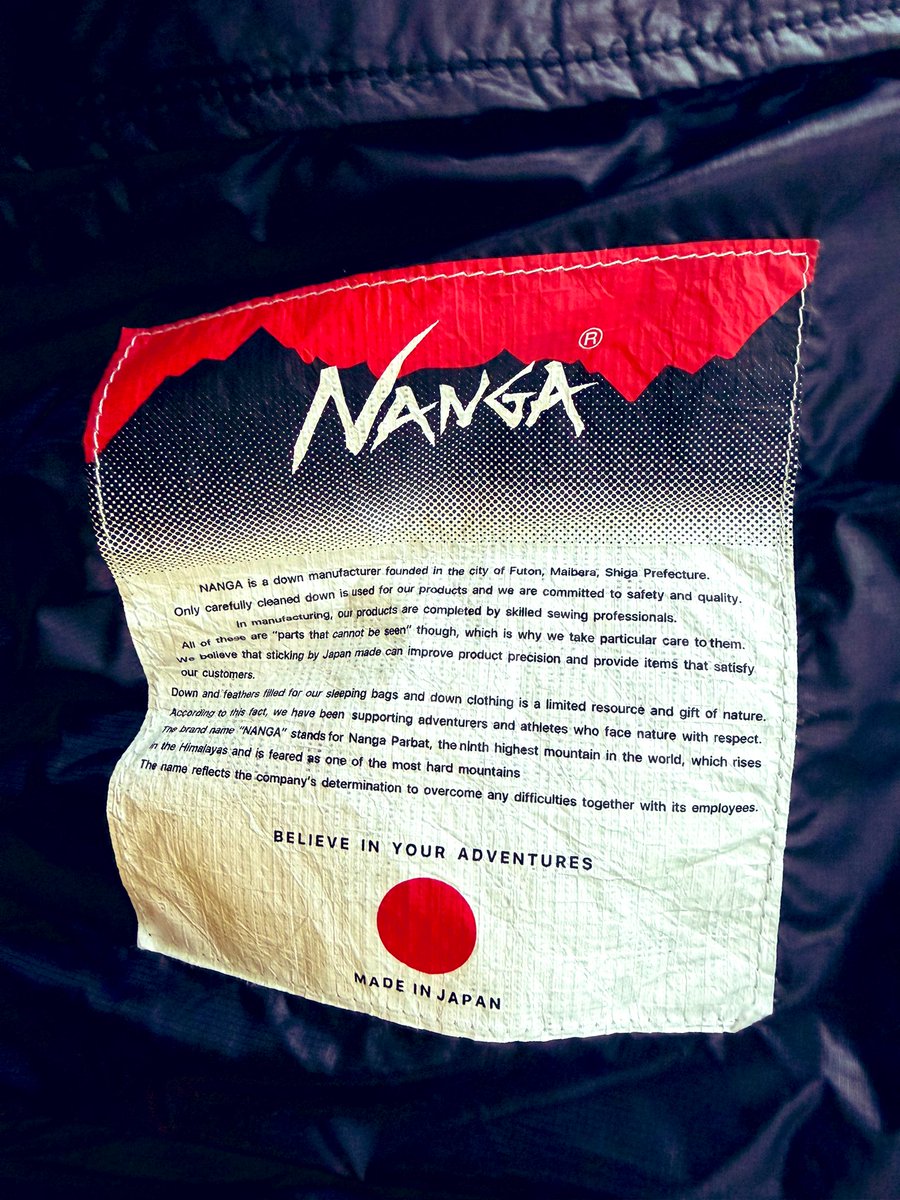 NANGA®
NANGA is a down manufacturer founded in the city of Futon, Maibara, Shiga Prefecture.
Only carefully cleaned down is used for our products and we are committed to safety and quality.
In manufacturing, our products are completed by skilled sewing professionals.
All of these are "parts that cannot be seen" though, which is why we take particular care to them.
We believe that sticking by Japan made can improve product precision and provide items that satisfy
our customers.
Down and feathers filled for our sleeping bags and down clothing is a limited resource and gift of nature.
According to this fact, we have been supporting adventurers and athletes who face nature with respect.
The brand name "NANGA" stands for Nanga Parbat, the ninth highest mountain in the world, which rises
in the Himalayas and is feared as one of the most hard mountains
The name reflects the company's determination to overcome any difficulties together with its employees.
BELIEVE IN YOUR ADVENTURES
MADE IN JAPAN